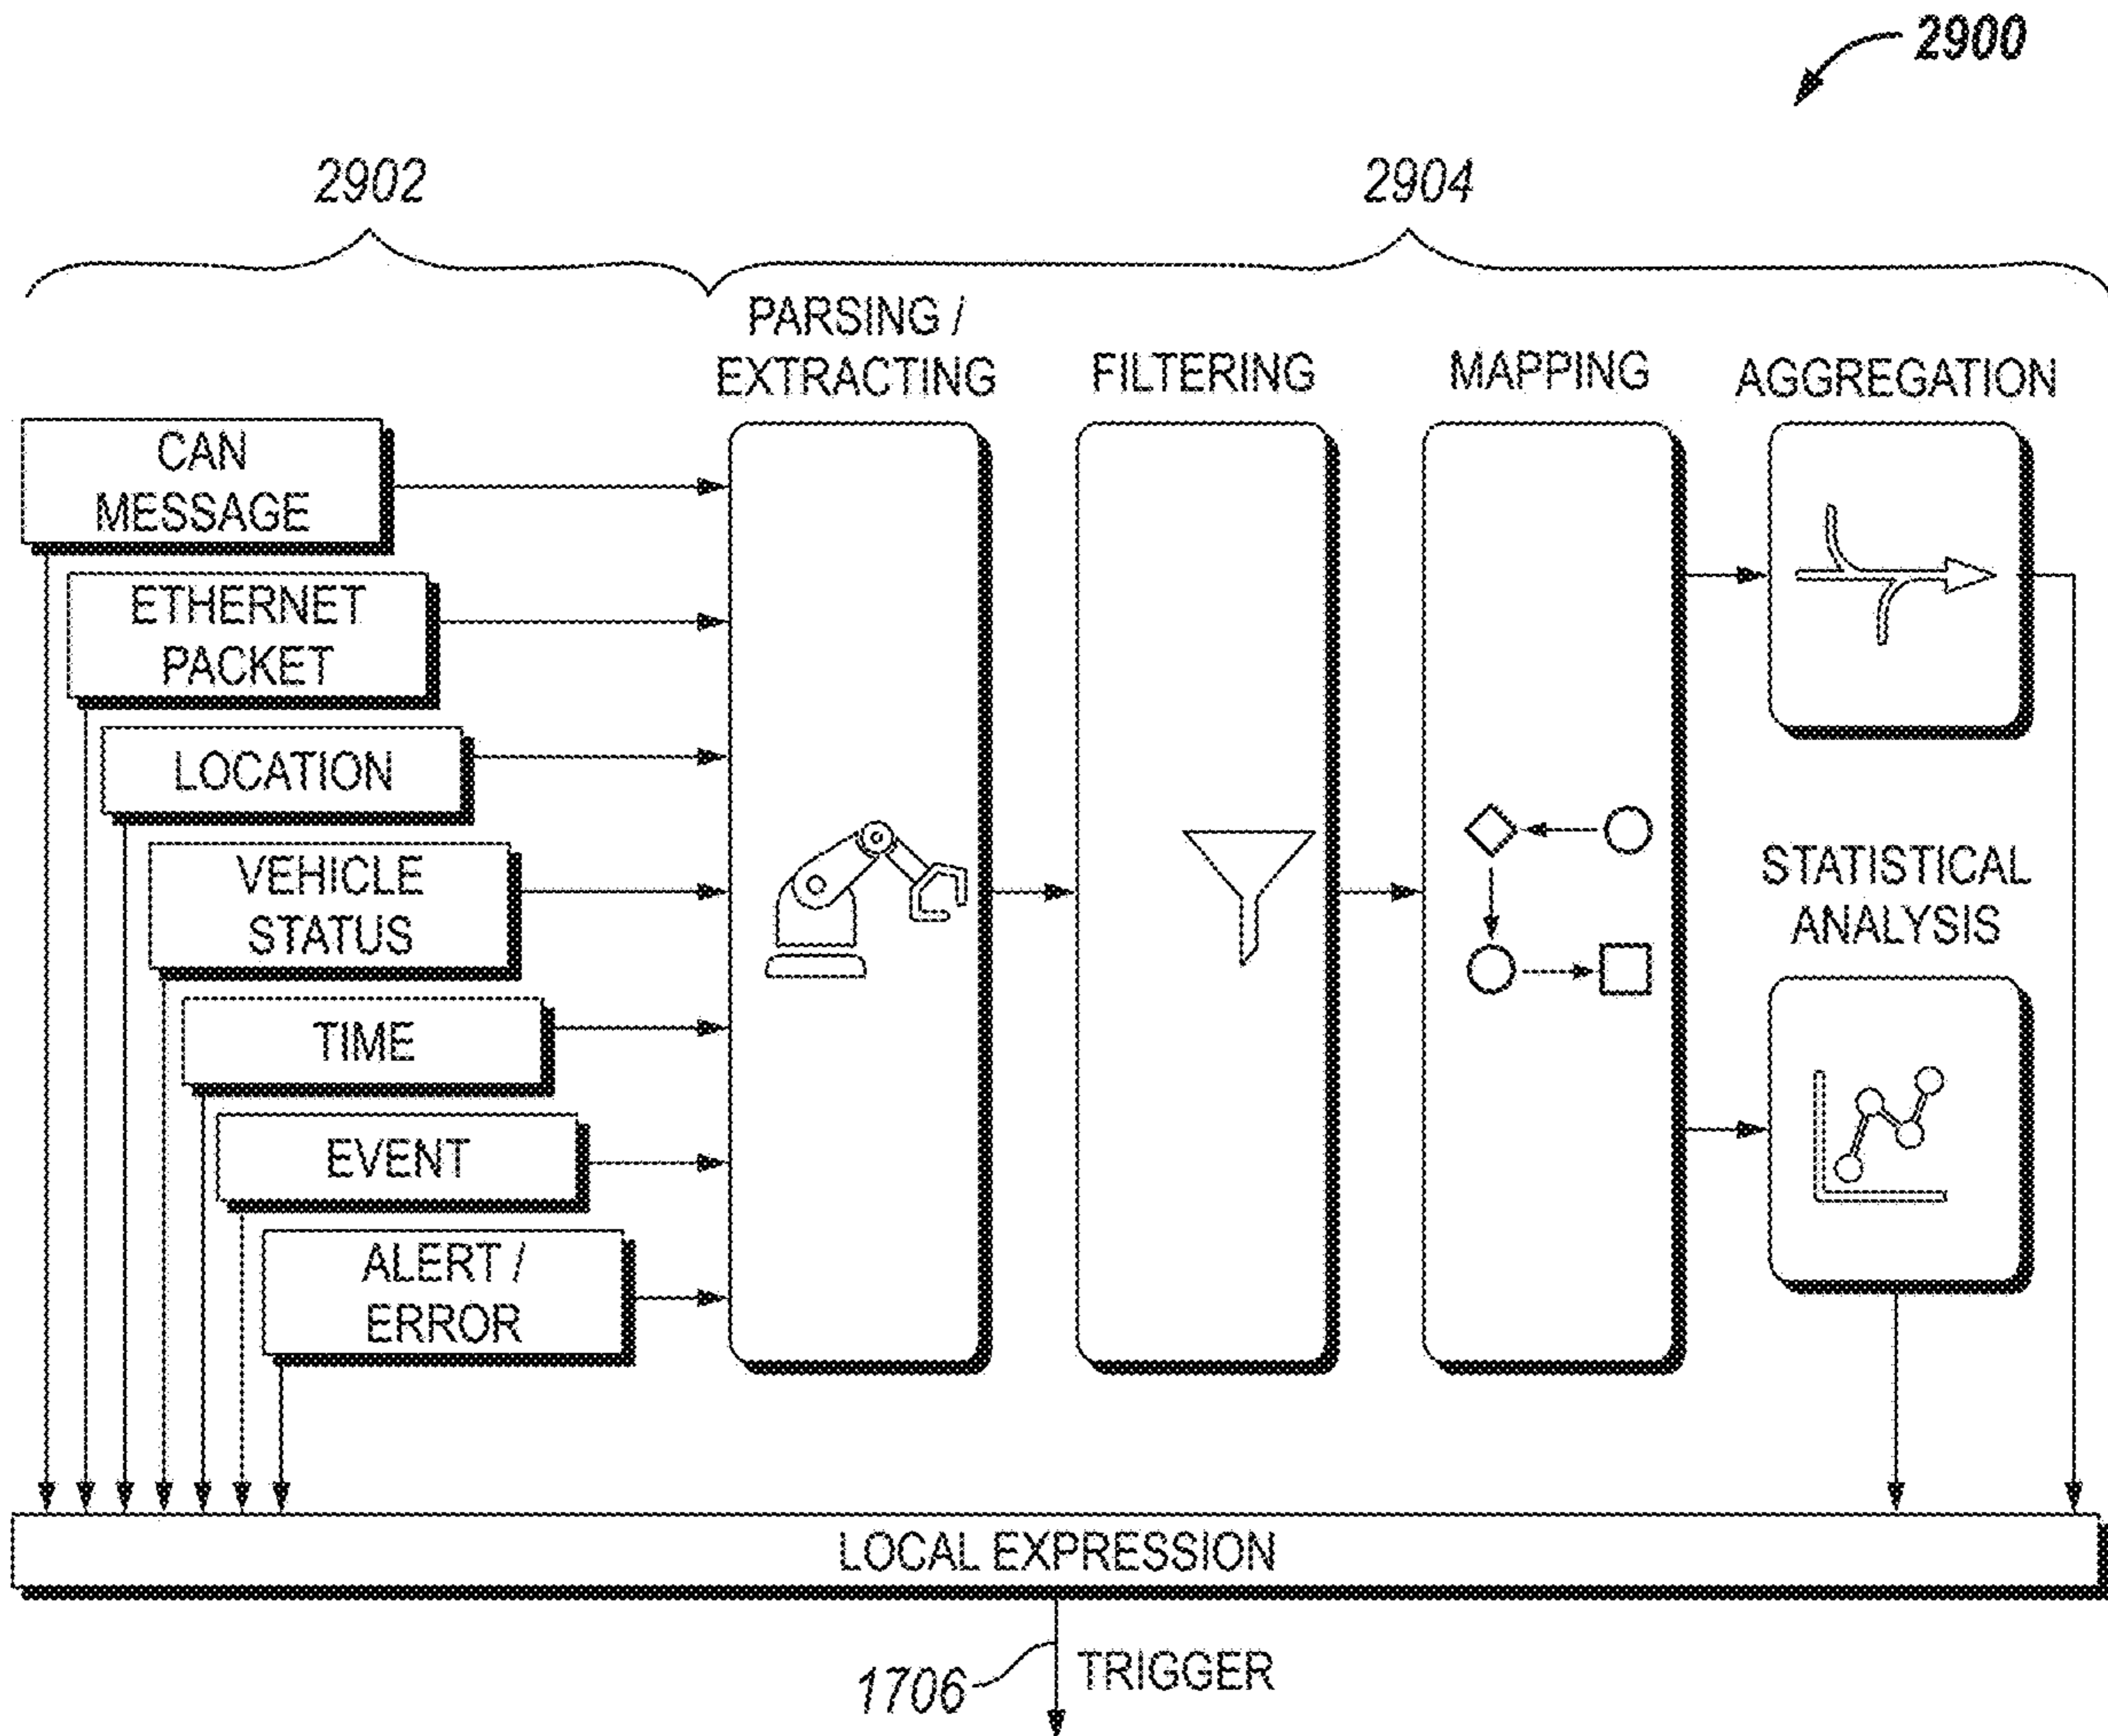 2900
2902
2904
PARSING /
EXTRACTING
FILTERING
MAPPING
AGGREGATION
CAN
MESSAGE
ETHERNET
PACKET
LOCATION
VEHICLE
STATUS
TIME
EVENT
ALERT /
ERROR
STATISTICAL
ANALYSIS
LOCAL EXPRESSION
1706
TRIGGER